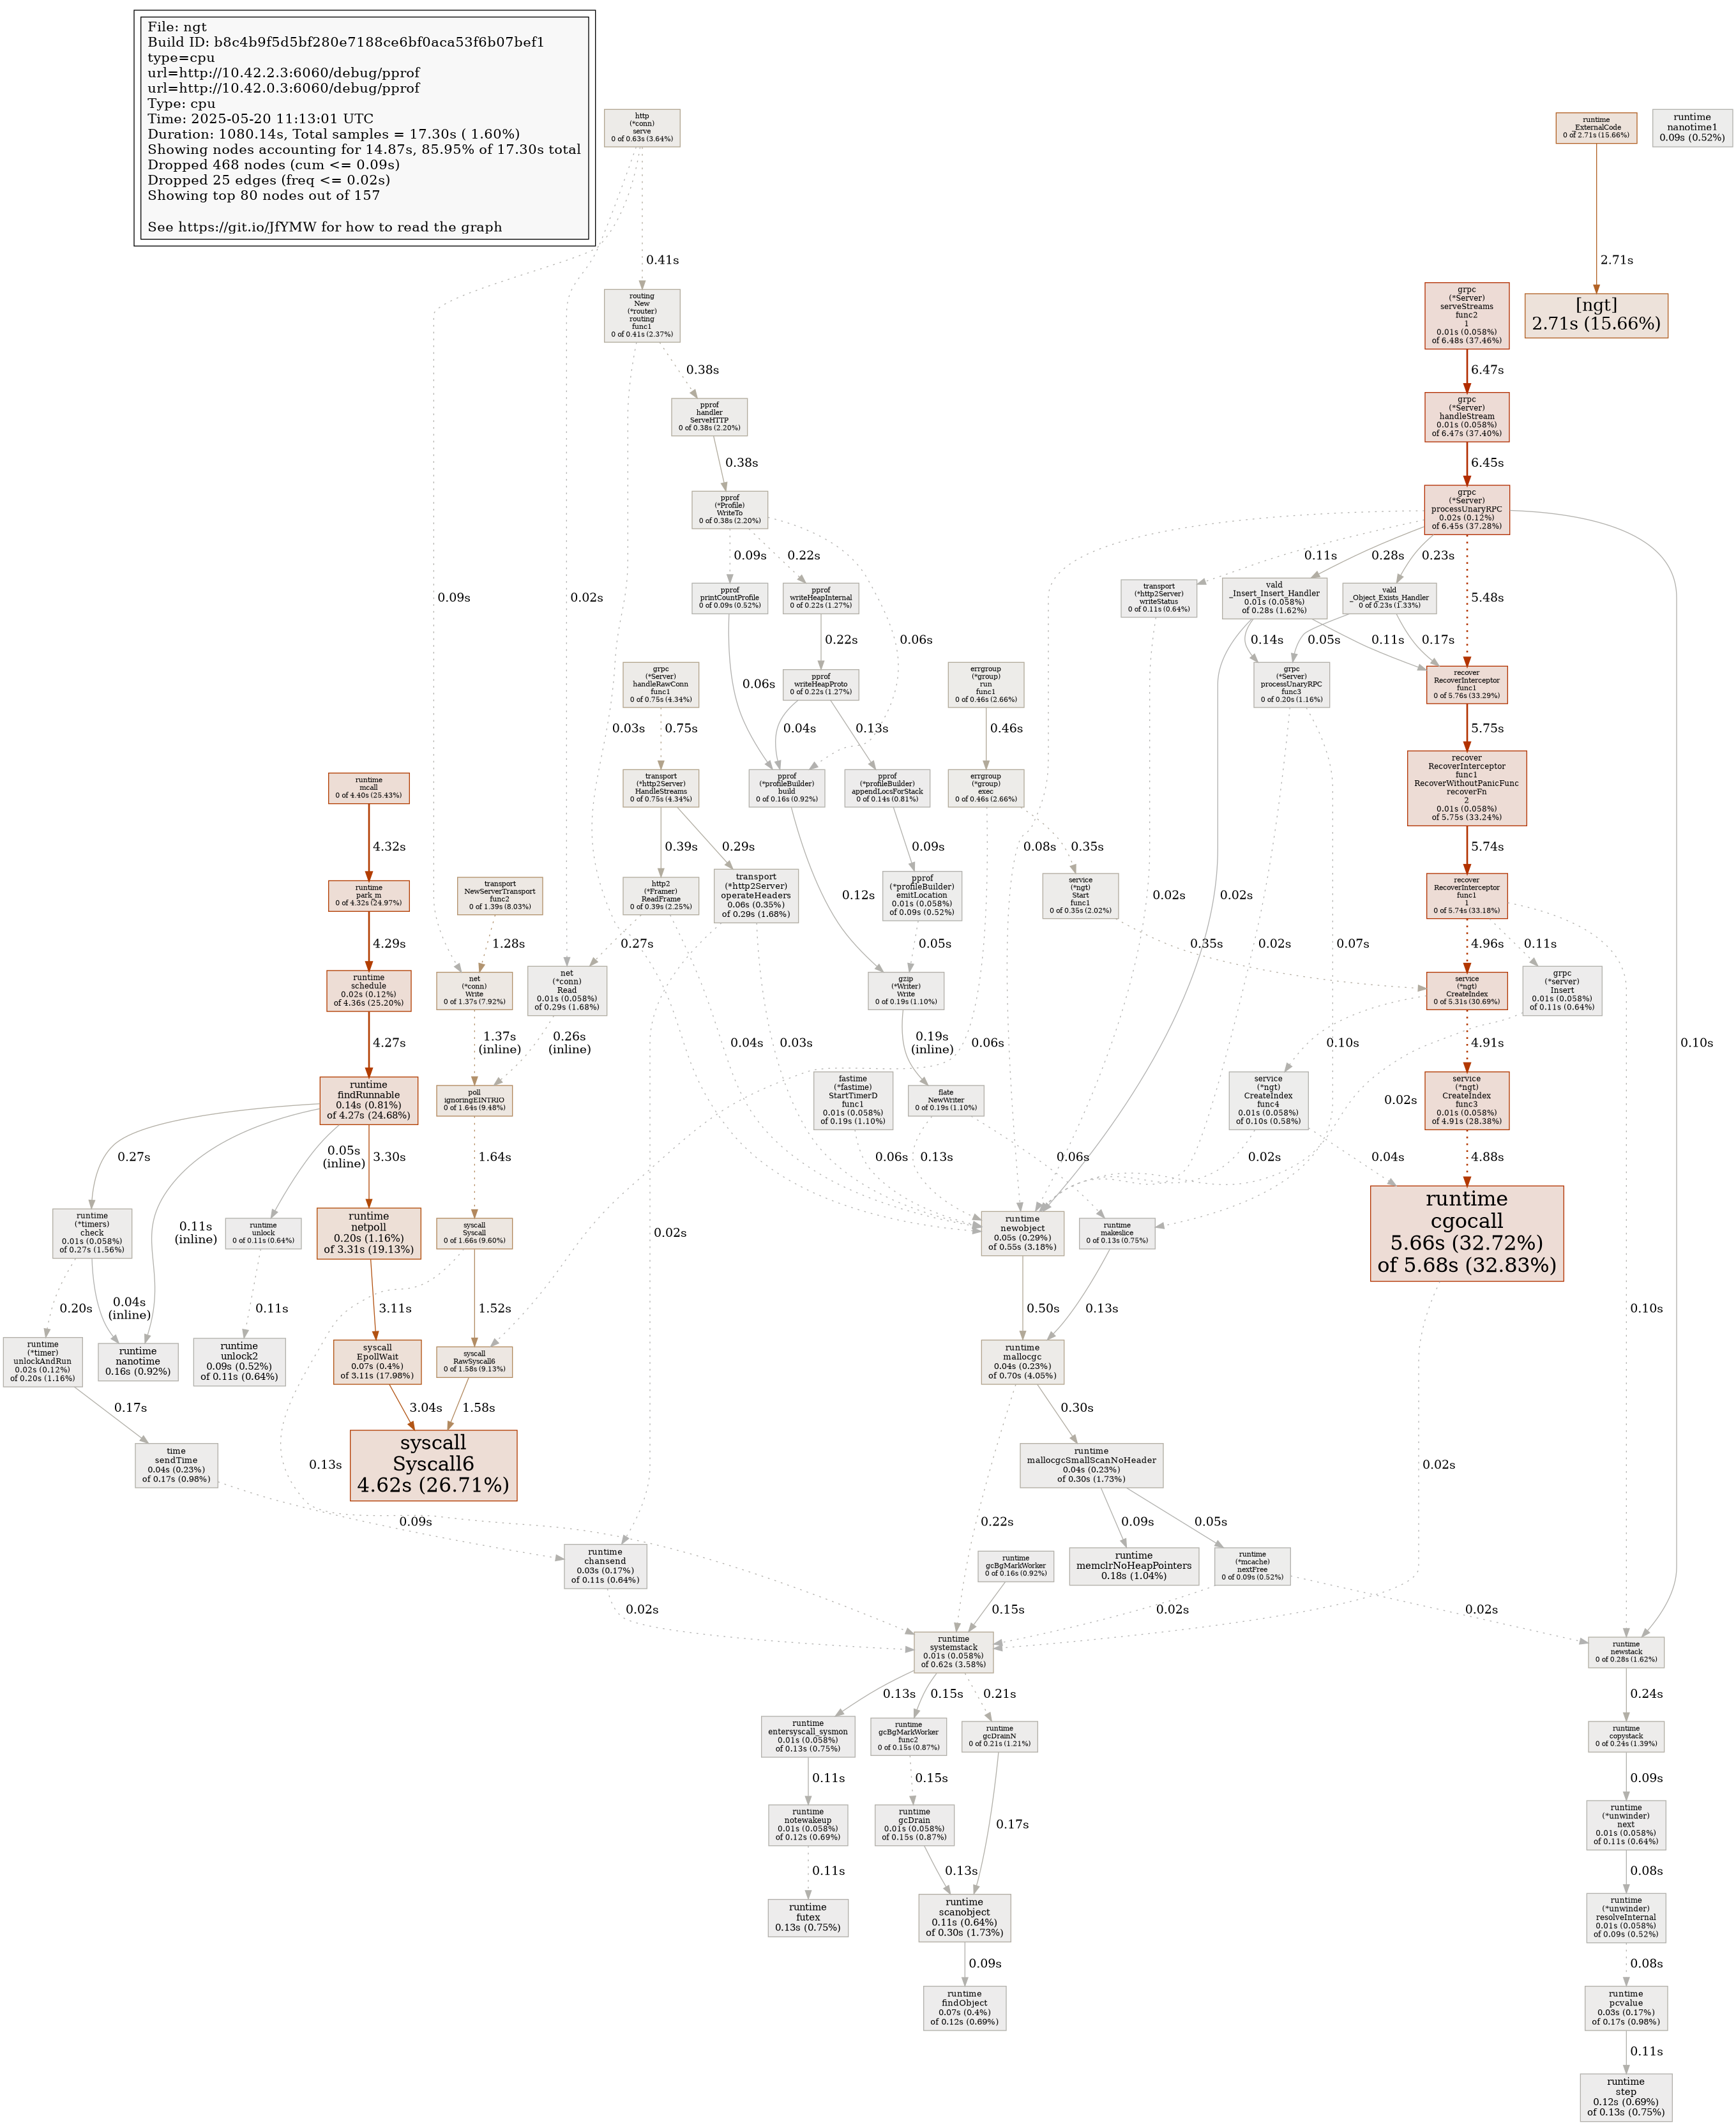 File: ngt
Build ID: b8c4b9f5d5bf280e7188ce6bf0aca53f6b07bef1
type=cpu
url=http://10.42.2.3:6060/debug/pprof
url=http://10.42.0.3:6060/debug/pprof
Type: cpu
Time: 2025-05-20 11:13:01 UTC
Duration: 1080.14s, Total samples = 17.30s ( 1.60%)
Showing nodes accounting for 14.87s, 85.95% of 17.30s total
Dropped 468 nodes (cum <= 0.09s)
Dropped 25 edges (freq <= 0.02s)
Showing top 80 nodes out of 157
See https://git.io/JfYMW for how to read the graph
http
(*conn)
serve
0 of 0.63s (3.64%)
runtime
_ExternalCode
0 of 2.71s (15.66%)
runtime
nanotime1
0.09s (0.52%)
0.41s
2.71s
routing
New
(*router)
routing
func1
0 of 0.41s (2.37%)
grpc
(*Server)
serveStreams
func2
1
0.01s (0.058%)
of 6.48s (37.46%)
[ngt]
2.71s (15.66%)
0.38s
6.47s
pprof
handler
ServeHTTP
0 of 0.38s (2.20%)
grpc
(*Server)
handleStream
0.01s (0.058%)
of 6.47s (37.40%)
0.38s
6.45s
pprof
(*Profile)
WriteTo
0 of 0.38s (2.20%)
grpc
(*Server)
processUnaryRPC
0.02s (0.12%)
of 6.45s (37.28%)
0.09s
0.22s
0.11s
0.28s
0.23s
0.09s
0.02s
pprof
printCountProfile
0 of 0.09s (0.52%)
pprof
writeHeapInternal
0 of 0.22s (1.27%)
transport
(*http2Server)
writeStatus
0 of 0.11s (0.64%)
vald
_Insert_Insert_Handler
0.01s (0.058%)
of 0.28s (1.62%)
vald
_Object_Exists_Handler
0 of 0.23s (1.33%)
5.48s
0.22s
0.06s
0.14s
0.05s
0.11s
0.17s
grpc
(*Server)
handleRawConn
func1
0 of 0.75s (4.34%)
0.06s
pprof
writeHeapProto
0 of 0.22s (1.27%)
errgroup
(*group)
run
func1
0 of 0.46s (2.66%)
grpc
(*Server)
processUnaryRPC
func3
0 of 0.20s (1.16%)
recover
RecoverInterceptor
func1
0 of 5.76s (33.29%)
0.03s
0.75s
0.04s
0.13s
0.46s
5.75s
runtime
mcall
0 of 4.40s (25.43%)
transport
(*http2Server)
HandleStreams
0 of 0.75s (4.34%)
pprof
(*profileBuilder)
build
0 of 0.16s (0.92%)
pprof
(*profileBuilder)
appendLocsForStack
0 of 0.14s (0.81%)
errgroup
(*group)
exec
0 of 0.46s (2.66%)
recover
RecoverInterceptor
func1
RecoverWithoutPanicFunc
recoverFn
2
0.01s (0.058%)
of 5.75s (33.24%)
4.32s
0.39s
0.29s
0.09s
0.08s
0.35s
5.74s
runtime
park_m
0 of 4.32s (24.97%)
transport
NewServerTransport
func2
0 of 1.39s (8.03%)
http2
(*Framer)
ReadFrame
0 of 0.39s (2.25%)
transport
(*http2Server)
operateHeaders
0.06s (0.35%)
of 0.29s (1.68%)
0.12s
pprof
(*profileBuilder)
emitLocation
0.01s (0.058%)
of 0.09s (0.52%)
service
(*ngt)
Start
func1
0 of 0.35s (2.02%)
0.02s
0.02s
recover
RecoverInterceptor
func1
1
0 of 5.74s (33.18%)
4.29s
1.28s
0.27s
0.05s
0.02s
0.07s
0.35s
4.96s
0.11s
runtime
schedule
0.02s (0.12%)
of 4.36s (25.20%)
net
(*conn)
Write
0 of 1.37s (7.92%)
net
(*conn)
Read
0.01s (0.058%)
of 0.29s (1.68%)
gzip
(*Writer)
Write
0 of 0.19s (1.10%)
service
(*ngt)
CreateIndex
0 of 5.31s (30.69%)
grpc
(*server)
Insert
0.01s (0.058%)
of 0.11s (0.64%)
4.27s
1.37s
(inline)
0.26s
(inline)
0.04s
0.03s
0.19s
(inline)
0.06s
0.10s
4.91s
0.10s
runtime
findRunnable
0.14s (0.81%)
of 4.27s (24.68%)
poll
ignoringEINTRIO
0 of 1.64s (9.48%)
fastime
(*fastime)
StartTimerD
func1
0.01s (0.058%)
of 0.19s (1.10%)
flate
NewWriter
0 of 0.19s (1.10%)
service
(*ngt)
CreateIndex
func4
0.01s (0.058%)
of 0.10s (0.58%)
0.02s
service
(*ngt)
CreateIndex
func3
0.01s (0.058%)
of 4.91s (28.38%)
0.27s
0.05s
(inline)
3.30s
1.64s
0.06s
0.13s
0.06s
0.02s
0.04s
4.88s
runtime
(*timers)
check
0.01s (0.058%)
of 0.27s (1.56%)
0.11s
(inline)
runtime
unlock
0 of 0.11s (0.64%)
runtime
netpoll
0.20s (1.16%)
of 3.31s (19.13%)
syscall
Syscall
0 of 1.66s (9.60%)
0.02s
runtime
newobject
0.05s (0.29%)
of 0.55s (3.18%)
runtime
makeslice
0 of 0.13s (0.75%)
runtime
cgocall
5.66s (32.72%)
of 5.68s (32.83%)
0.20s
0.04s
(inline)
0.11s
3.11s
1.52s
0.50s
0.13s
0.10s
runtime
(*timer)
unlockAndRun
0.02s (0.12%)
of 0.20s (1.16%)
runtime
nanotime
0.16s (0.92%)
runtime
unlock2
0.09s (0.52%)
of 0.11s (0.64%)
syscall
EpollWait
0.07s (0.4%)
of 3.11s (17.98%)
syscall
RawSyscall6
0 of 1.58s (9.13%)
runtime
mallocgc
0.04s (0.23%)
of 0.70s (4.05%)
0.17s
3.04s
1.58s
0.30s
time
sendTime
0.04s (0.23%)
of 0.17s (0.98%)
0.13s
syscall
Syscall6
4.62s (26.71%)
runtime
mallocgcSmallScanNoHeader
0.04s (0.23%)
of 0.30s (1.73%)
0.02s
0.09s
0.22s
0.09s
0.05s
runtime
chansend
0.03s (0.17%)
of 0.11s (0.64%)
runtime
gcBgMarkWorker
0 of 0.16s (0.92%)
runtime
memclrNoHeapPointers
0.18s (1.04%)
runtime
(*mcache)
nextFree
0 of 0.09s (0.52%)
0.02s
0.15s
0.02s
0.02s
runtime
systemstack
0.01s (0.058%)
of 0.62s (3.58%)
runtime
newstack
0 of 0.28s (1.62%)
0.13s
0.15s
0.21s
0.24s
runtime
entersyscall_sysmon
0.01s (0.058%)
of 0.13s (0.75%)
runtime
gcBgMarkWorker
func2
0 of 0.15s (0.87%)
runtime
gcDrainN
0 of 0.21s (1.21%)
runtime
copystack
0 of 0.24s (1.39%)
0.11s
0.15s
0.09s
runtime
notewakeup
0.01s (0.058%)
of 0.12s (0.69%)
runtime
gcDrain
0.01s (0.058%)
of 0.15s (0.87%)
0.17s
runtime
(*unwinder)
next
0.01s (0.058%)
of 0.11s (0.64%)
0.11s
0.13s
0.08s
runtime
futex
0.13s (0.75%)
runtime
scanobject
0.11s (0.64%)
of 0.30s (1.73%)
runtime
(*unwinder)
resolveInternal
0.01s (0.058%)
of 0.09s (0.52%)
0.09s
0.08s
runtime
findObject
0.07s (0.4%)
of 0.12s (0.69%)
runtime
pcvalue
0.03s (0.17%)
of 0.17s (0.98%)
0.11s
runtime
step
0.12s (0.69%)
of 0.13s (0.75%)